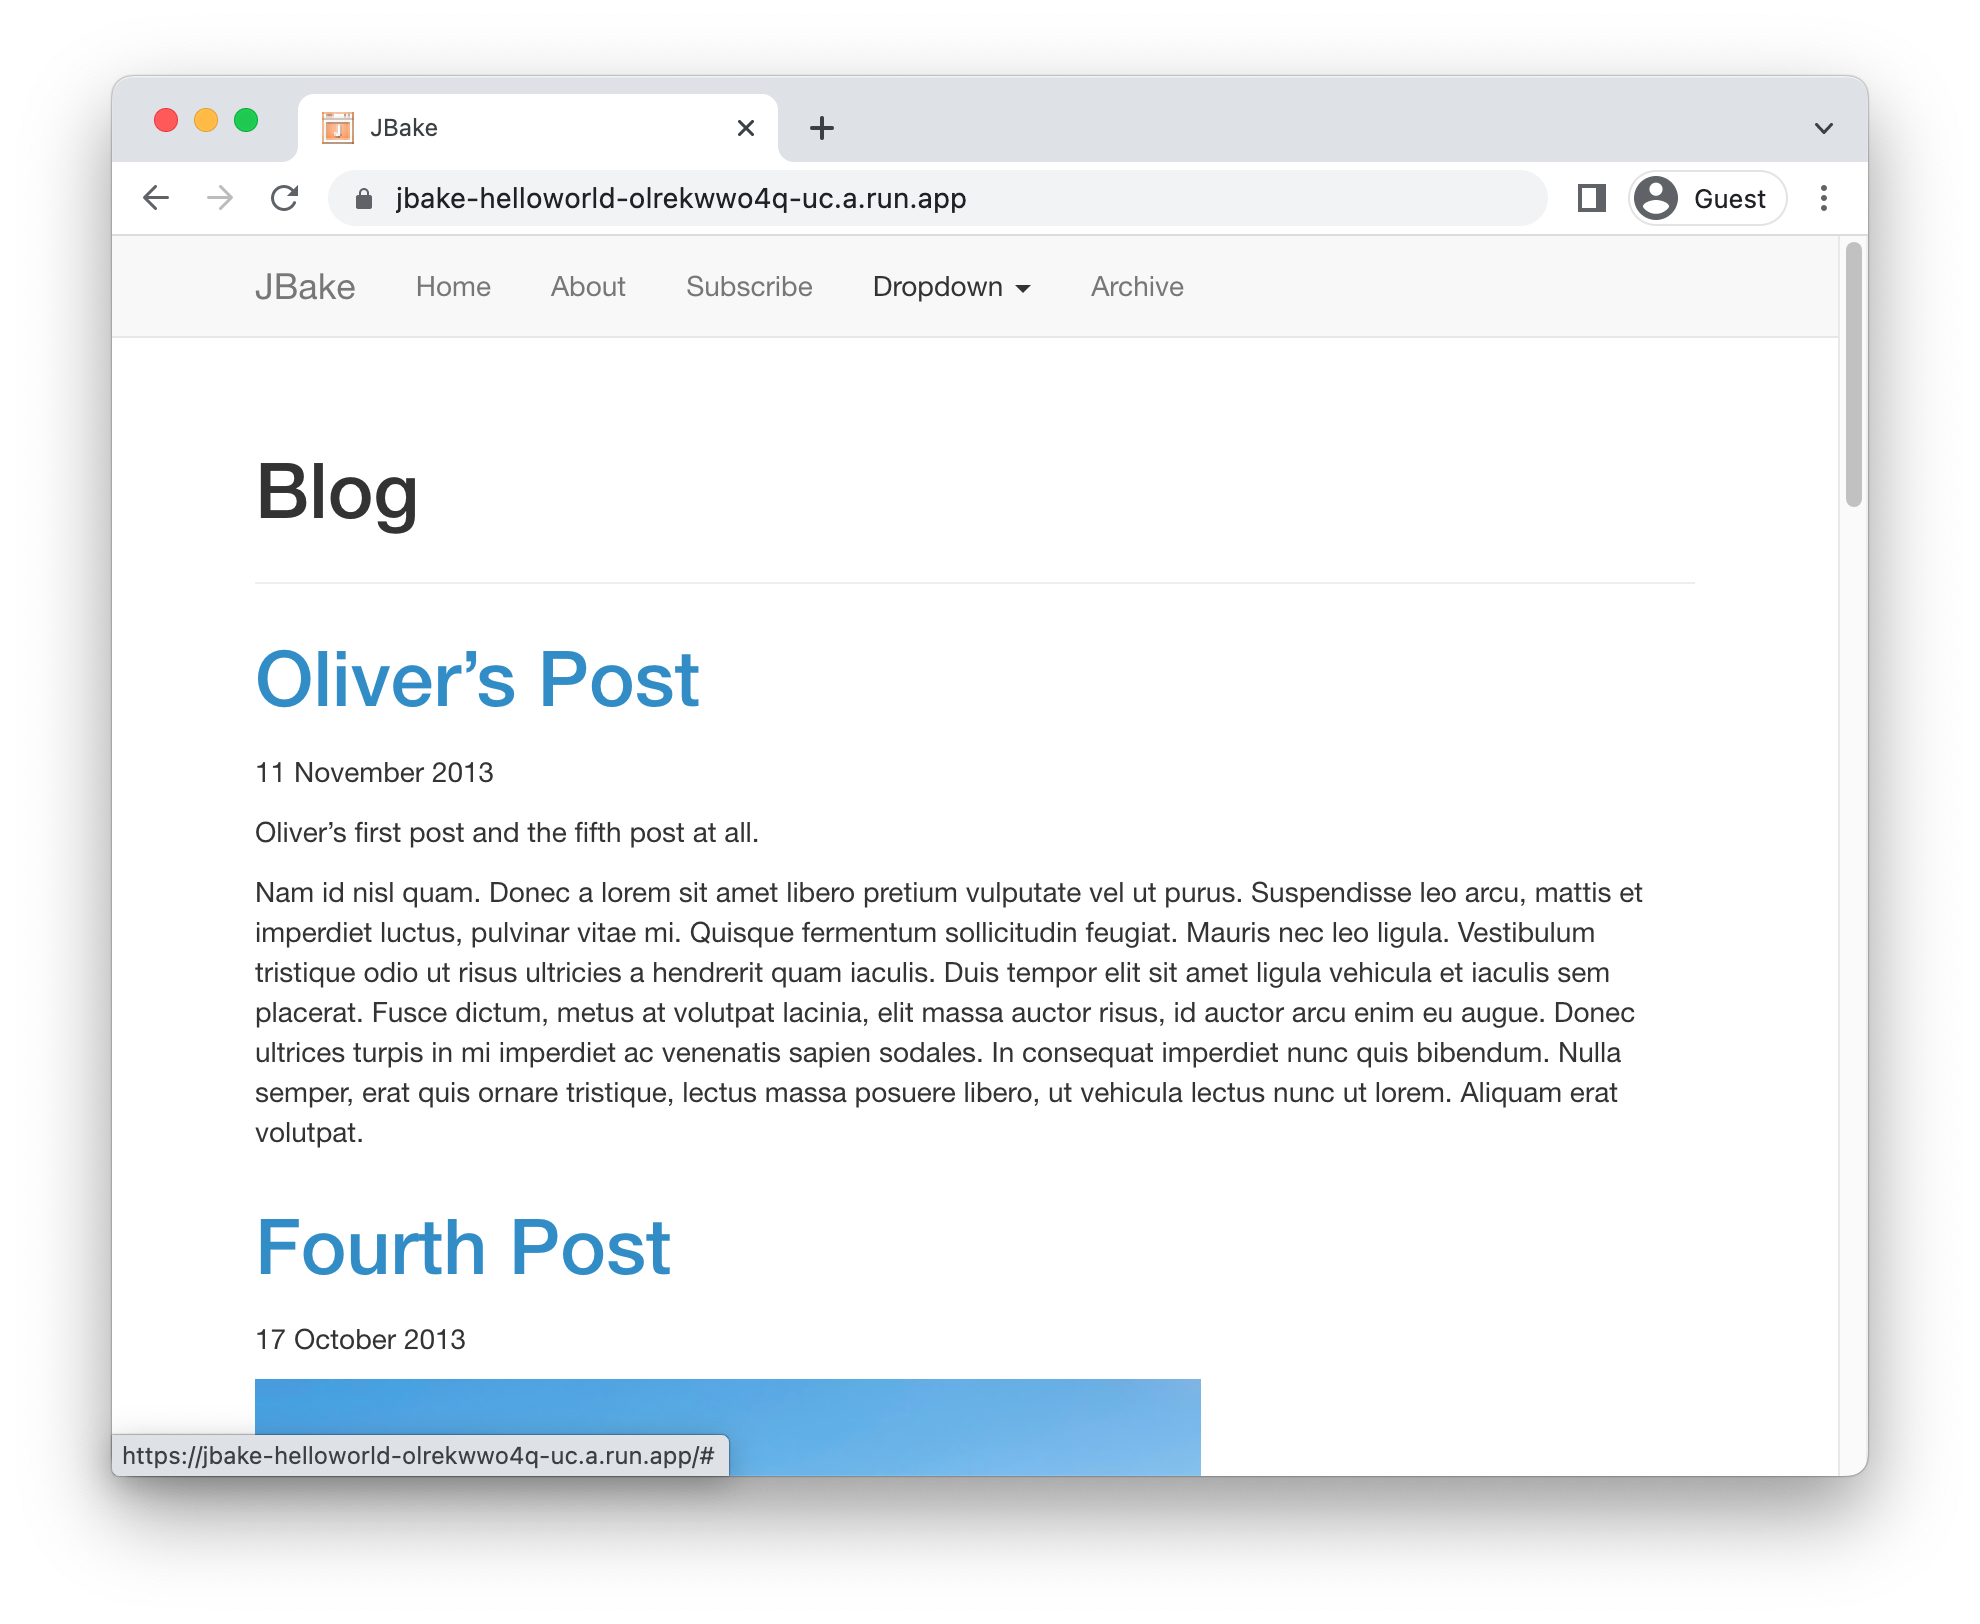 JBake
jbake-helloworld-olrekwwo4q-uc.a.run.app
Guest
JBake Home About Subscribe Dropdown Archive
Blog
Oliver’s Post
11 November 2013
Oliver’s first post and the fifth post at all.
Nam id nisl quam. Donec a lorem sit amet libero pretium vulputate vel ut purus. Suspendisse leo arcu, mattis et
imperdiet luctus, pulvinar vitae mi. Quisque fermentum sollicitudin feugiat. Mauris nec leo ligula. Vestibulum
tristique odio ut risus ultricies a hendrerit quam iaculis. Duis tempor elit sit amet ligula vehicula et iaculis sem
placerat. Fusce dictum, metus at volutpat lacinia, elit massa auctor risus, id auctor arcu enim eu augue. Donec
ultrices turpis in mi imperdiet ac venenatis sapien sodales. In consequat imperdiet nunc quis bibendum. Nulla
semper, erat quis ornare tristique, lectus massa posuere libero, ut vehicula lectus nunc ut lorem. Aliquam erat
volutpat.
Fourth Post
17 October 2013
https://jbake-helloworld-olrekwwo4q-uc.a.run.app/#